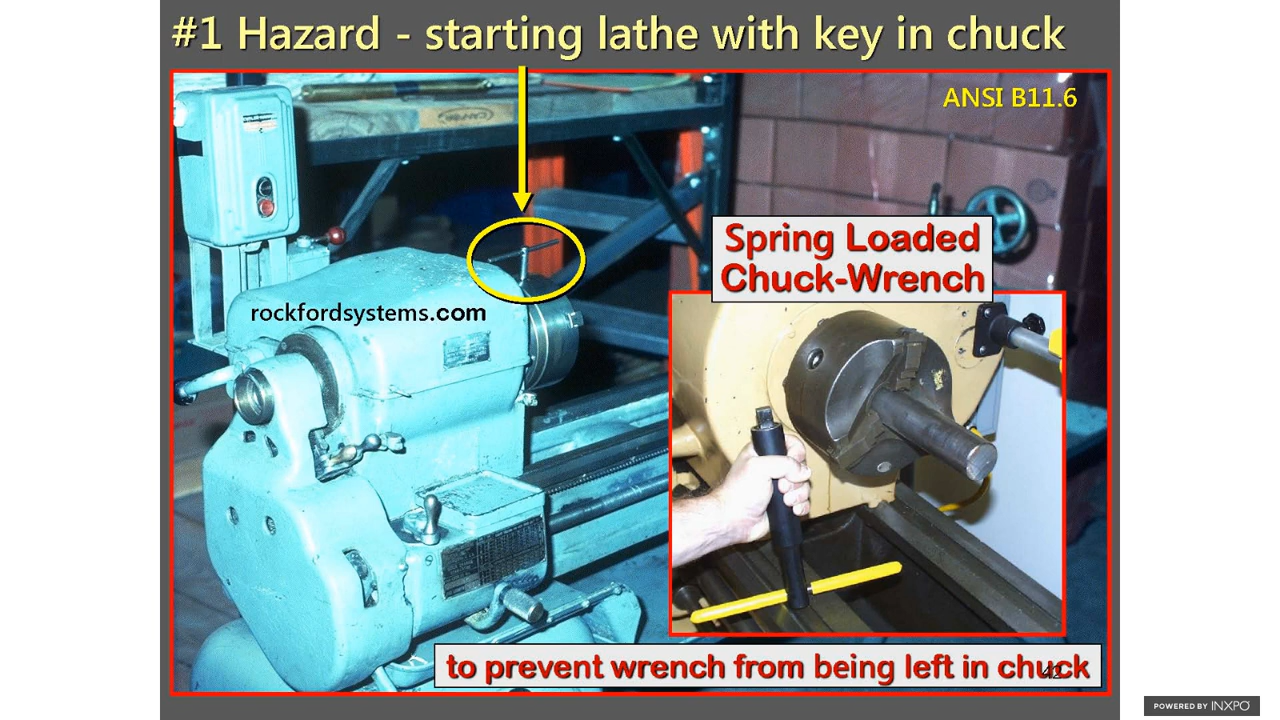 #1 Hazard - starting lathe with key in chuck
ANSI B11.6
Spring Loaded
Chuck-Wrench
rockfordsystems.com
to prevent wrench from being left in chuck
42
POWERED BY INXPO